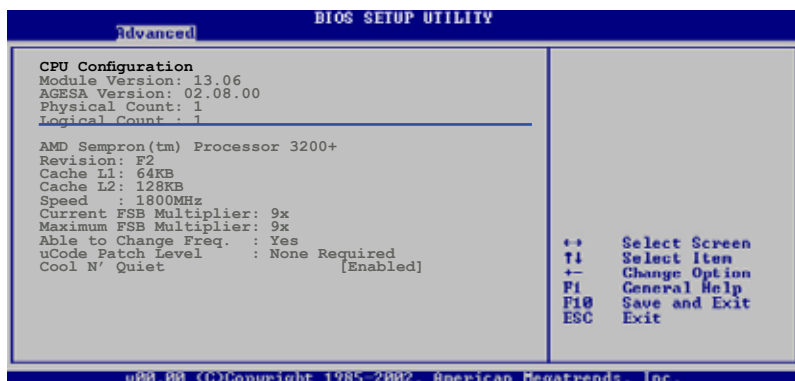 BIOS SETUP UTILITY
Advanced
CPU Configuration
Module Version: 13.06
AGESA Version: 02.08.00
Physical Count: 1
Logical Count : 1
AMD Sempron(tm) Processor 3200+
Revision: F2
Cache L1: 64KB
Cache L2: 128KB
Speed : 1800MHz
Current FSB Multiplier: 9x
Maximum FSB Multiplier: 9x
Able to Change Freq. : Yes
uCode Patch Level : None Required
Cool N' Quiet [Enabled]
↔ Select Screen
↑↓ Select Item
+- Change Option
F1 General Help
F10 Save and Exit
ESC Exit
v00.00 (C)Copyright 1985-2002, American Megatrends, Inc.